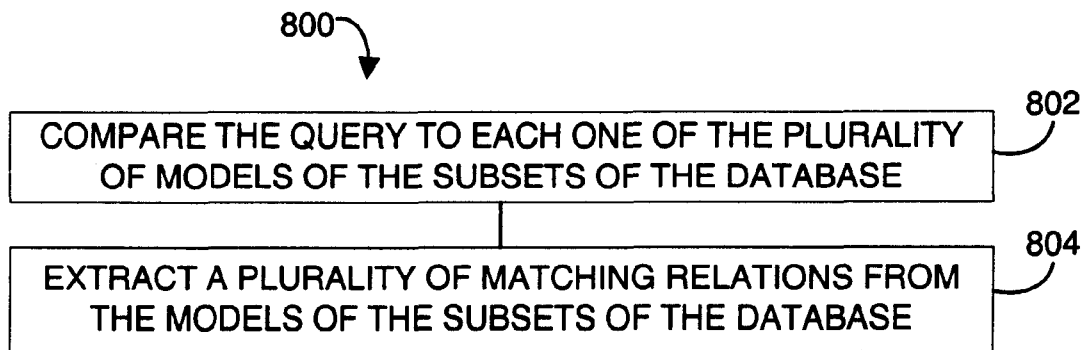 800
802
COMPARE THE QUERY TO EACH ONE OF THE PLURALITY
OF MODELS OF THE SUBSETS OF THE DATABASE
804
EXTRACT A PLURALITY OF MATCHING RELATIONS FROM
THE MODELS OF THE SUBSETS OF THE DATABASE